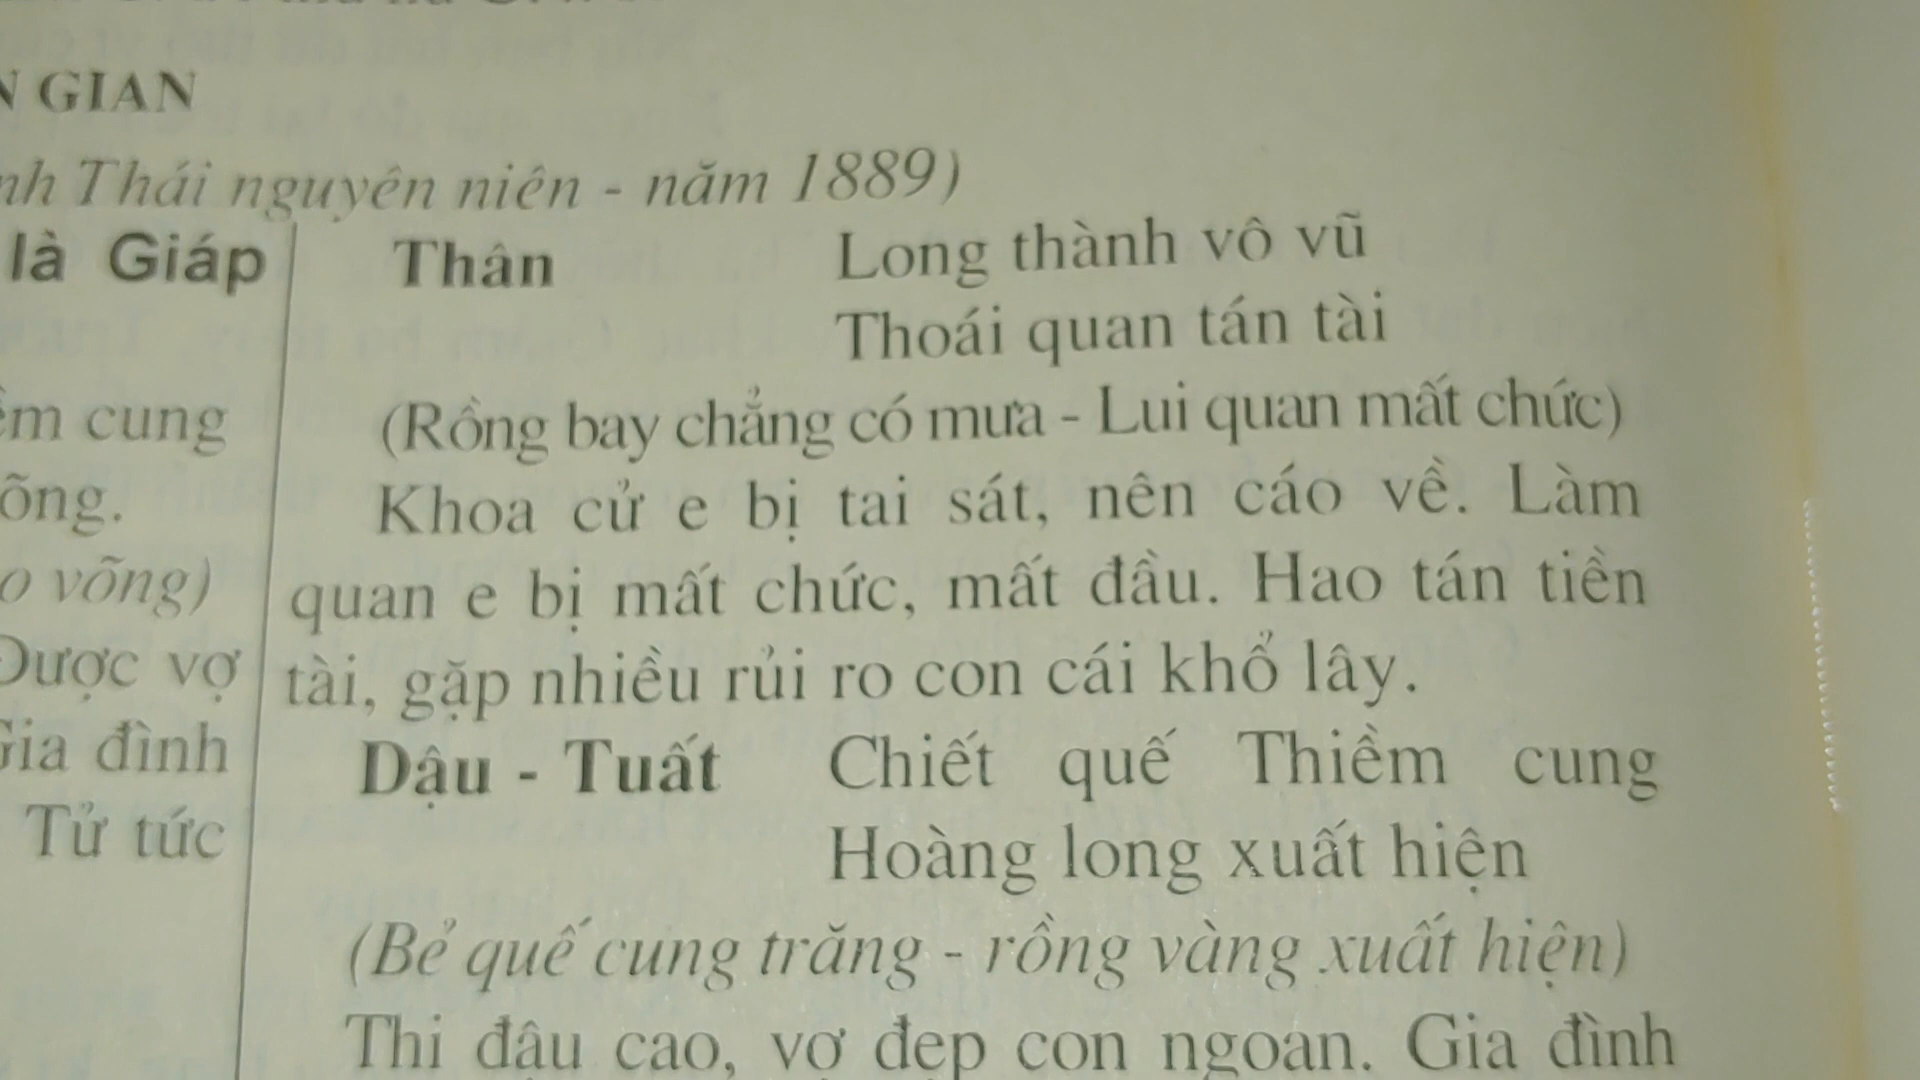 GIAN
Thái nguyên niên - năm 1889)
là Giáp
cung
võng)
Được vợ
Gia đình
Tử tức
Thân Long thành vô vũ
Thoái quan tán tài
(Rồng bay chẳng có mưa - Lui quan mất chức)
Khoa cử e bị tai sát, nên cáo về. Làm
quan e bị mất chức, mất đầu. Hao tán tiền
tài, gặp nhiều rủi ro con cái khổ lây.
Dậu - Tuất Chiết quế Thiềm cung
Hoàng long xuất hiện
(Bẻ quế cung trăng - rồng vàng xuất hiện)
Thi đậu cao, vợ đẹp con ngoan. Gia đình